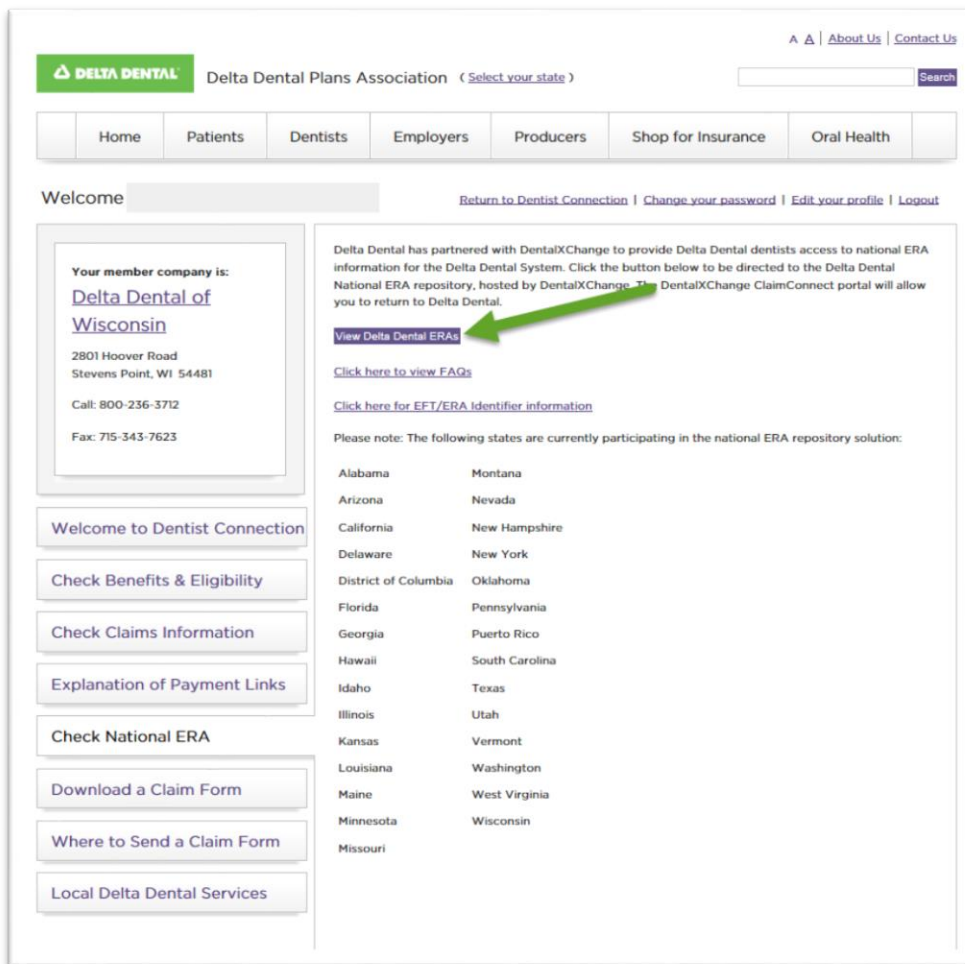 A A | About Us | Contact Us
DELTA DENTAL Delta Dental Plans Association ( Select your state )
Search
Home Patients Dentists Employers Producers Shop for Insurance Oral Health
Welcome
Return to Dentist Connection | Change your password | Edit your profile | Logout
Your member company is:
Delta Dental of
Wisconsin
2801 Hoover Road
Stevens Point, WI 54481
Call: 800-236-3712
Fax: 715-343-7623
Welcome to Dentist Connection
Check Benefits & Eligibility
Check Claims Information
Explanation of Payment Links
Check National ERA
Download a Claim Form
Where to Send a Claim Form
Local Delta Dental Services
Delta Dental has partnered with DentalXChange to provide Delta Dental dentists access to national ERA
information for the Delta Dental System. Click the button below to be directed to the Delta Dental
National ERA repository, hosted by DentalXChange. The DentalXChange ClaimConnect portal will allow
you to return to Delta Dental.
View Delta Dental ERAs
Click here to view FAQs
Click here for EFT/ERA Identifier information
Please note: The following states are currently participating in the national ERA repository solution:
Alabama Montana
Arizona Nevada
California New Hampshire
Delaware New York
District of Columbia Oklahoma
Florida Pennsylvania
Georgia Puerto Rico
Hawaii South Carolina
Idaho Texas
Illinois Utah
Kansas Vermont
Louisiana Washington
Maine West Virginia
Minnesota Wisconsin
Missouri